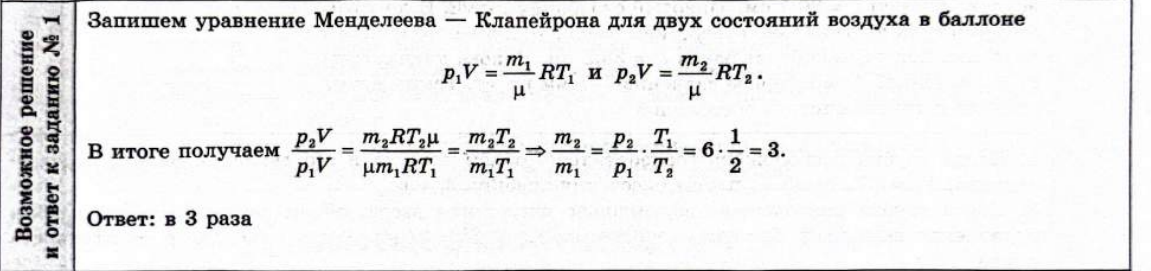 Возможное решение
и ответ к заданию № 1
Запишем уравнение Менделеева — Клапейрона для двух состояний воздуха в баллоне
p₁V = m₁/μ RT₁ и p₂V = m₂/μ RT₂.
В итоге получаем p₂V/p₁V = m₂RT₂μ/μm₁RT₁ = m₂T₂/m₁T₁ ⇒ m₂/m₁ = p₂/p₁ · T₁/T₂ = 6 · 1/2 = 3.
Ответ: в 3 раза